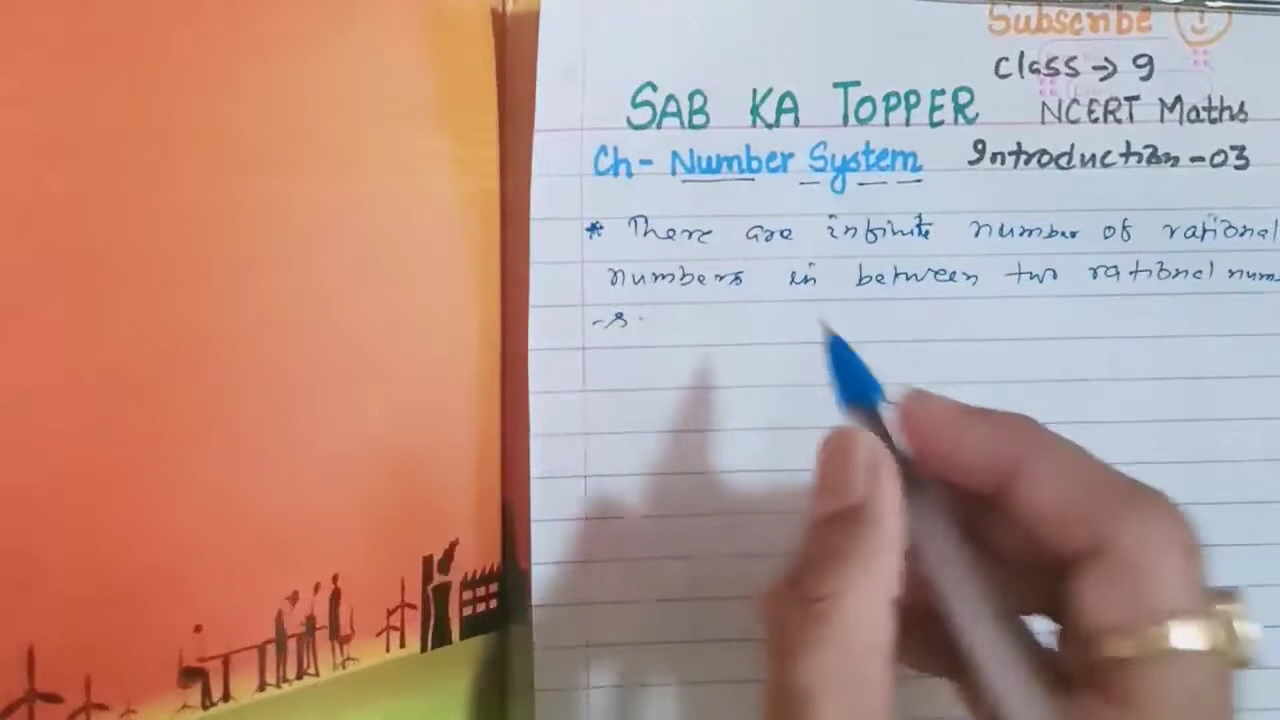 Subscribe
Class → 9
SAB KA TOPPER NCERT Maths
Ch- Number System Introduction-03
* There are infinite number of rational
numbers in between two rational num
-s.